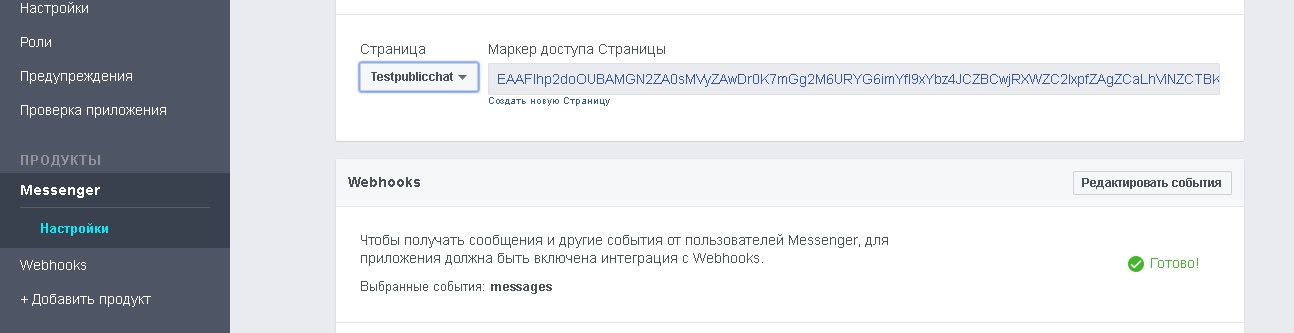 Настройки
Роли
Предупреждения
Проверка приложения
ПРОДУКТЫ
Messenger
Настройки
Webhooks
+ Добавить продукт
Страница
Маркер доступа Страницы
Testpublicchat
Создать новую Страницу
Webhooks
Редактировать события
Чтобы получать сообщения и другие события от пользователей Messenger, для
приложения должна быть включена интеграция с Webhooks.
Готово!
Выбранные события: messages